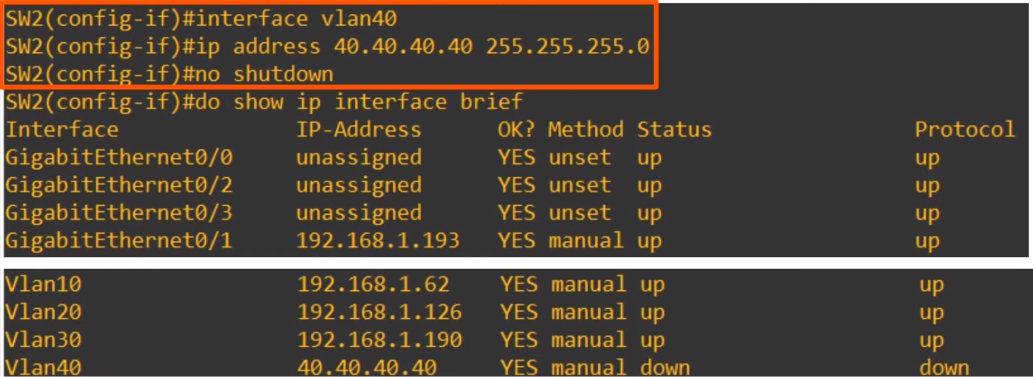 SW2(config-if)#interface vlan40
SW2(config-if)#ip address 40.40.40.40 255.255.255.0
SW2(config-if)#no shutdown
SW2(config-if)#do show ip interface brief
Interface IP-Address OK? Method Status Protocol
GigabitEthernet0/0 unassigned YES unset up up
GigabitEthernet0/2 unassigned YES unset up up
GigabitEthernet0/3 unassigned YES unset up up
GigabitEthernet0/1 192.168.1.193 YES manual up up
Vlan10 192.168.1.62 YES manual up up
Vlan20 192.168.1.126 YES manual up up
Vlan30 192.168.1.190 YES manual up up
Vlan40 40.40.40.40 YES manual down down